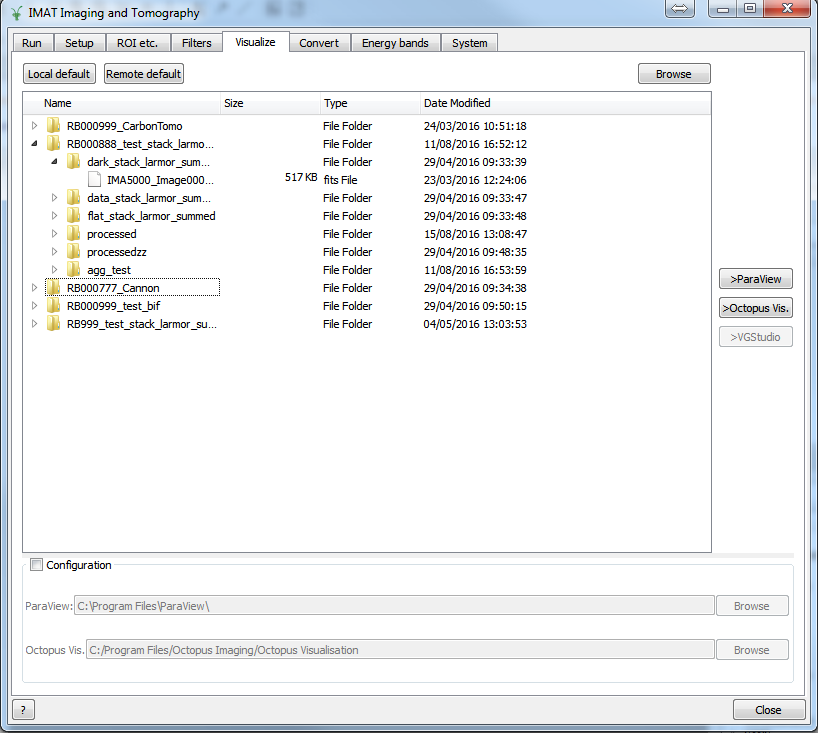 IMAT Imaging and Tomography
Run Setup ROI etc. Filters Visualize Convert Energy bands System
Local default Remote default Browse
Name Size Type Date Modified
RB000999_CarbonTomo File Folder 24/03/2016 10:51:18
RB000888_test_stack_larmo... File Folder 11/08/2016 16:52:12
dark_stack_larmor_sum... File Folder 29/04/2016 09:33:39
IMA5000_Image000... 517 KB fits File 23/03/2016 12:24:06
data_stack_larmor_sum... File Folder 29/04/2016 09:33:47
flat_stack_larmor_summed File Folder 29/04/2016 09:33:48
processed File Folder 15/08/2016 13:08:47
processedzz File Folder 29/04/2016 09:48:35
agg_test File Folder 11/08/2016 16:53:59
RB000777_Cannon File Folder 29/04/2016 09:34:38
RB000999_test_bif File Folder 29/04/2016 09:50:15
RB999_test_stack_larmor_su... File Folder 04/05/2016 13:03:53
>ParaView
>Octopus Vis.
>VGStudio
Configuration
ParaView: C:\Program Files\ParaView\ Browse
Octopus Vis. C:/Program Files/Octopus Imaging/Octopus Visualisation Browse
? Close